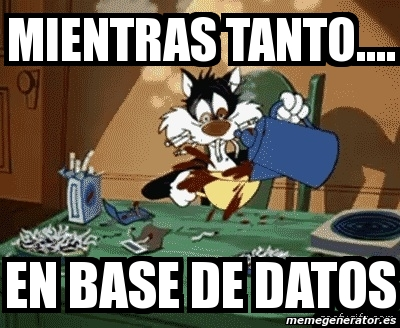 MIENTRAS TANTO....
EN BASE DE DATOS
memegenerator.es